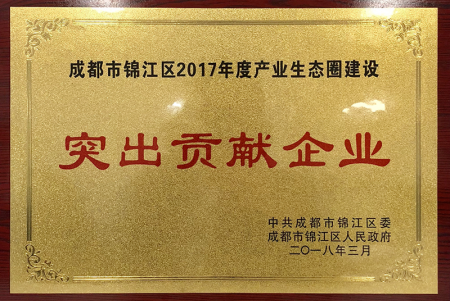 成都市锦江区2017年度产业生态圈建设
突出贡献企业
中共成都市锦江区委
成都市锦江区人民政府
二〇一八年三月